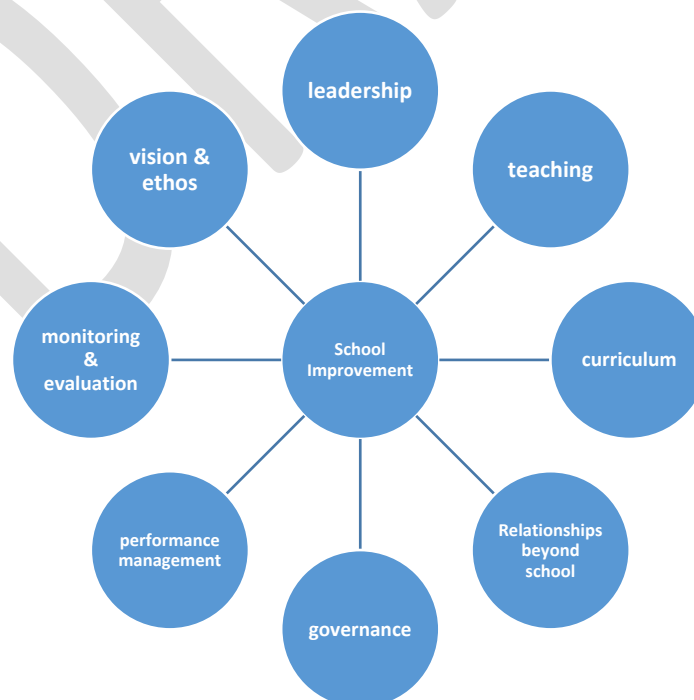 leadership
vision &
ethos
teaching
monitoring
&
evaluation
School
Improvement
curriculum
performance
management
Relationships
beyond
school
governance